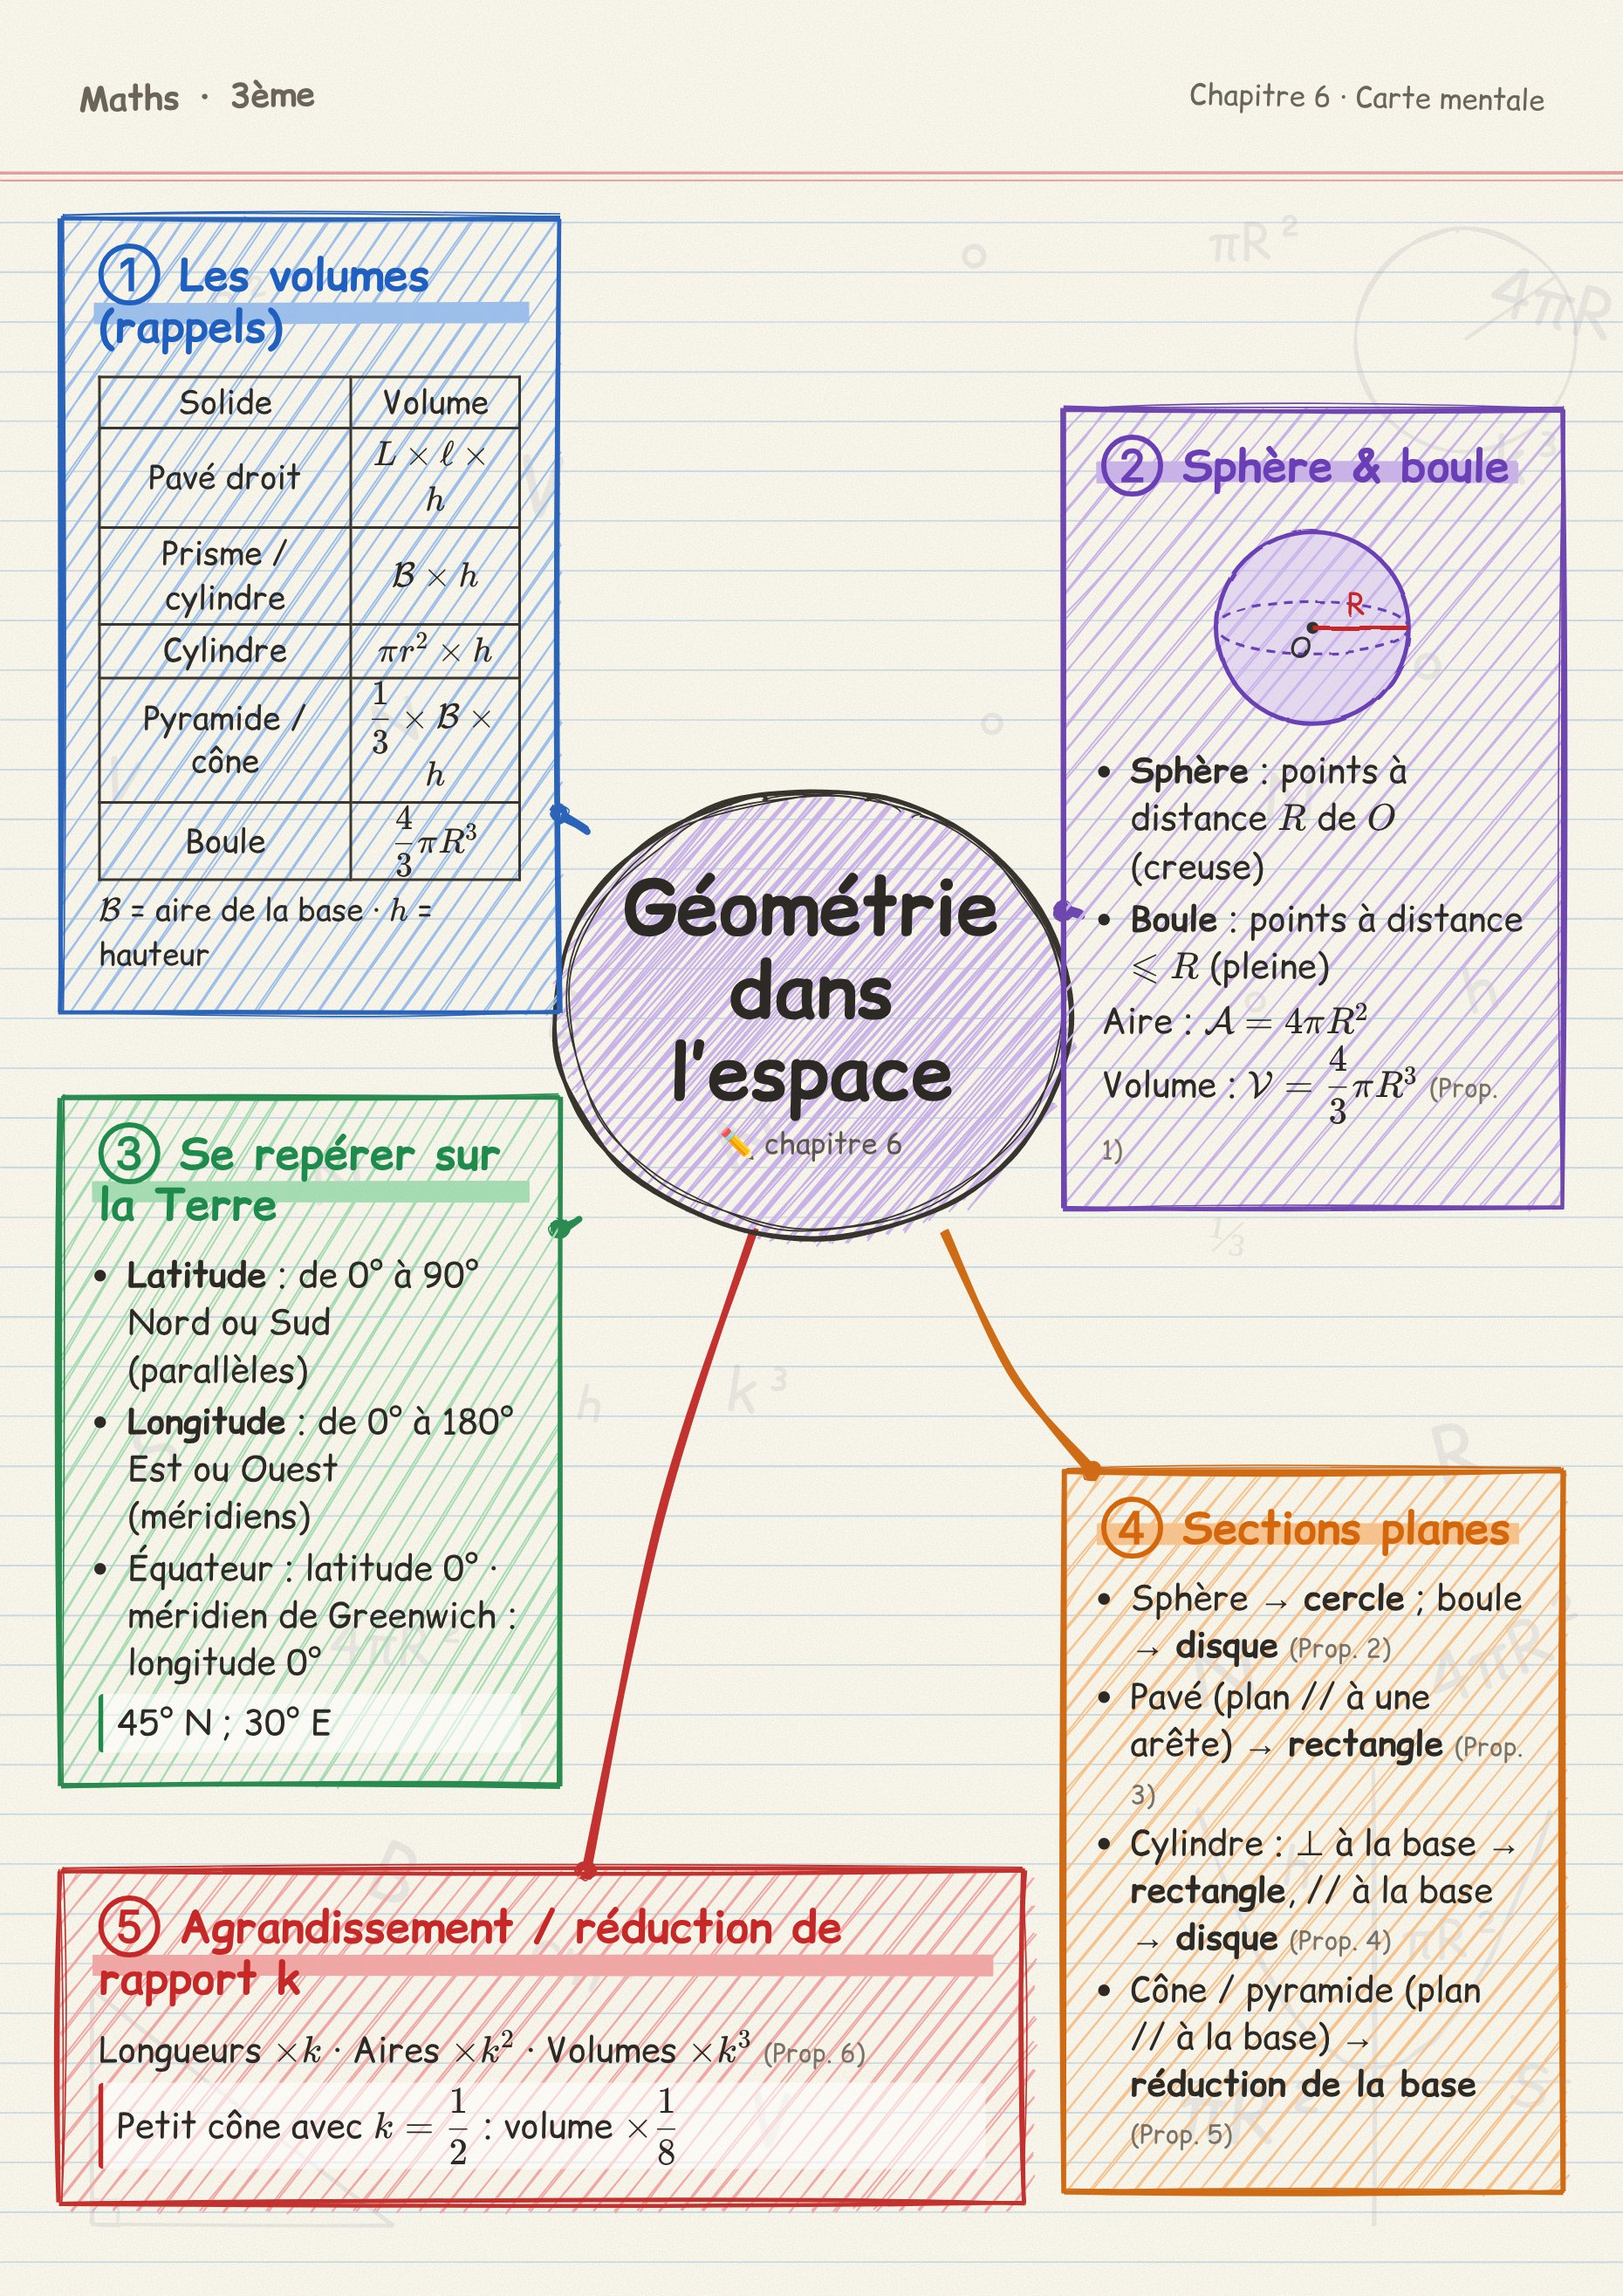 Maths · 3ème
Chapitre 6 · Carte mentale
① Les volumes
(rappels)
Solide Volume
Pavé droit L × ℓ ×
h
Prisme /
cylindre ℬ × h
Cylindre πr² × h
Pyramide /
cône 1/3 × ℬ ×
h
Boule 4/3 πR³
ℬ = aire de la base · h =
hauteur
② Sphère & boule
R
O
• Sphère : points à
distance R de O
(creuse)
• Boule : points à distance
⩽ R (pleine)
Aire : 𝒜 = 4πR²
Volume : 𝒱 = 4/3 πR³ (Prop.
1)
Géométrie
dans
l'espace
✏️ chapitre 6
③ Se repérer sur
la Terre
• Latitude : de 0° à 90°
Nord ou Sud
(parallèles)
• Longitude : de 0° à 180°
Est ou Ouest
(méridiens)
• Équateur : latitude 0° ·
méridien de Greenwich :
longitude 0°
45° N ; 30° E
④ Sections planes
• Sphère → cercle ; boule
→ disque (Prop. 2)
• Pavé (plan // à une
arête) → rectangle (Prop.
3)
• Cylindre : ⊥ à la base →
rectangle, // à la base
→ disque (Prop. 4)
• Cône / pyramide (plan
// à la base) →
réduction de la base
(Prop. 5)
⑤ Agrandissement / réduction de
rapport k
Longueurs ×k · Aires ×k² · Volumes ×k³ (Prop. 6)
Petit cône avec k = 1/2 : volume ×1/8
πR²
4πR
⅓
h
k³
R
B
4πR²
πR²
S